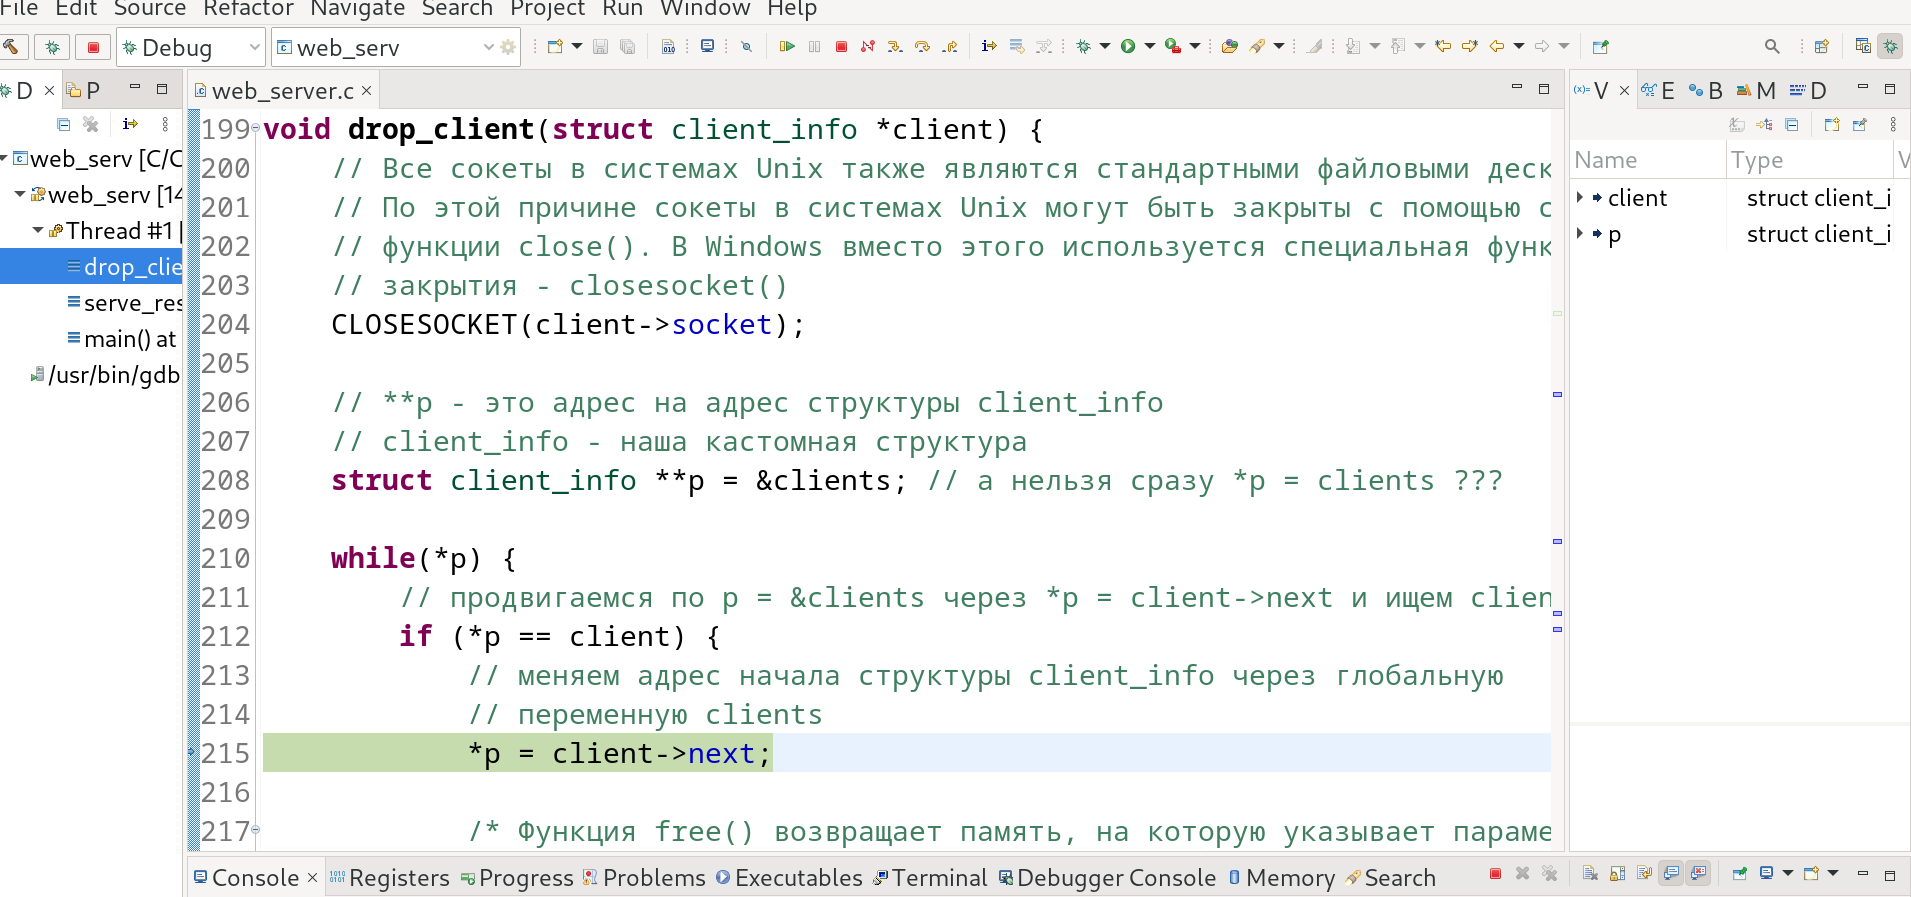 File Edit Source Refactor Navigate Search Project Run Window Help
Debug web_serv
D P
web_server.c
V E B M D
199 void drop_client(struct client_info *client) {
200 // Все сокеты в системах Unix также являются стандартными файловыми деск
201 // По этой причине сокеты в системах Unix могут быть закрыты с помощью с
202 // функции close(). В Windows вместо этого используется специальная функ
203 // закрытия - closesocket()
204 CLOSESOCKET(client->socket);
205
206 // **p - это адрес на адрес структуры client_info
207 // client_info - наша кастомная структура
208 struct client_info **p = &clients; // а нельзя сразу *p = clients ???
209
210 while(*p) {
211 // продвигаемся по p = &clients через *p = client->next и ищем clien
212 if (*p == client) {
213 // меняем адрес начала структуры client_info через глобальную
214 // переменную clients
215 *p = client->next;
216
217 /* Функция free() возвращает память, на которую указывает параме
web_serv [C/C
web_serv [14
Thread #1
drop_clie
serve_res
main() at
/usr/bin/gdb
Name Type V
client struct client_i
p struct client_i
Console Registers Progress Problems Executables Terminal Debugger Console Memory Search